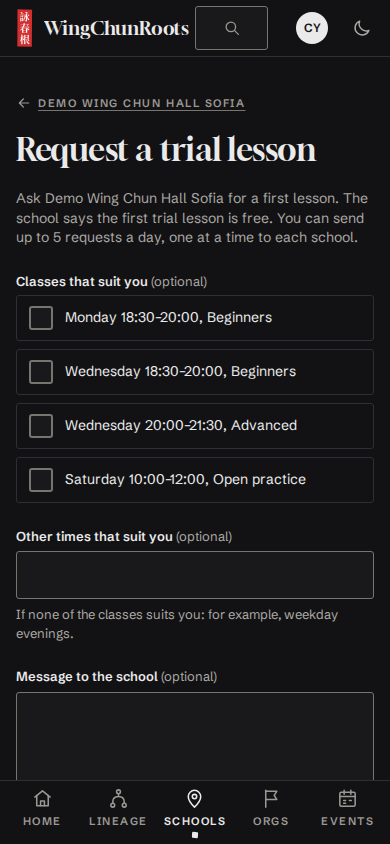 詠春根
WingChunRoots
CY
DEMO WING CHUN HALL SOFIA
Request a trial lesson
Ask Demo Wing Chun Hall Sofia for a first lesson. The
school says the first trial lesson is free. You can send
up to 5 requests a day, one at a time to each school.
Classes that suit you (optional)
Monday 18:30-20:00, Beginners
Wednesday 18:30-20:00, Beginners
Wednesday 20:00-21:30, Advanced
Saturday 10:00-12:00, Open practice
Other times that suit you (optional)
If none of the classes suits you: for example, weekday
evenings.
Message to the school (optional)
HOME LINEAGE SCHOOLS ORGS EVENTS